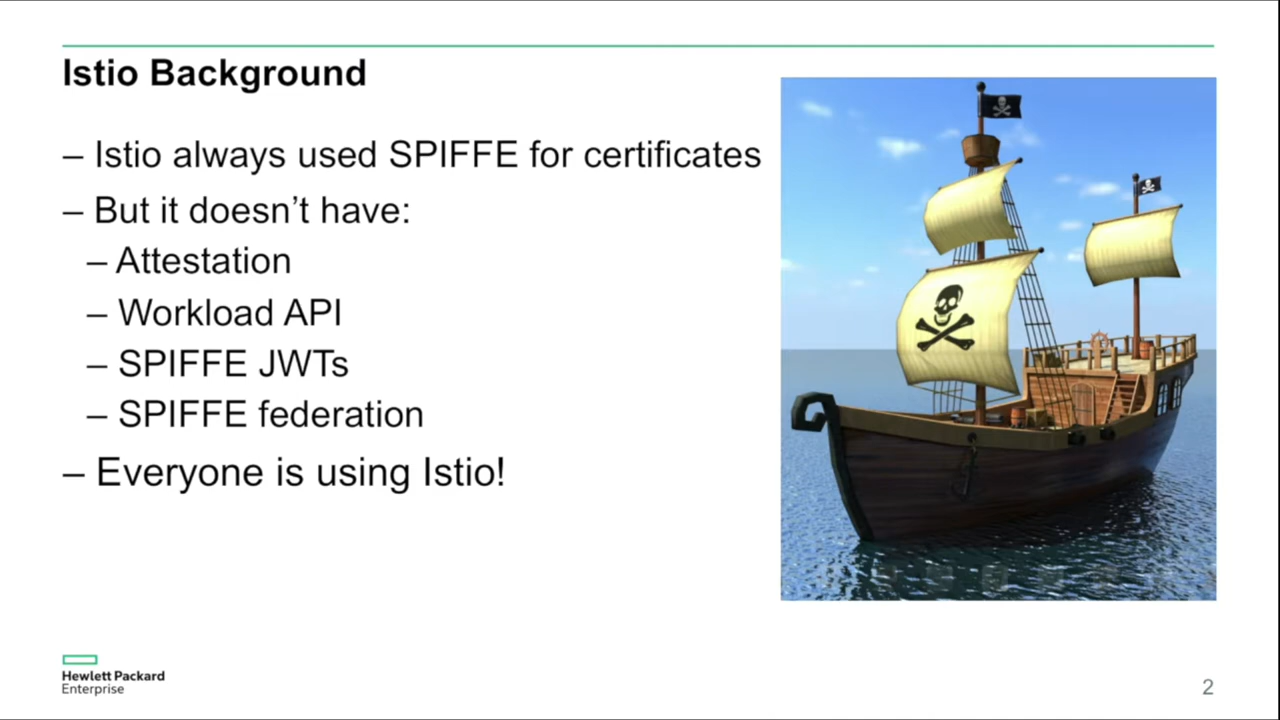 Istio Background
– Istio always used SPIFFE for certificates
– But it doesn’t have:
– Attestation
– Workload API
– SPIFFE JWTs
– SPIFFE federation
– Everyone is using Istio!
Hewlett Packard
Enterprise
2